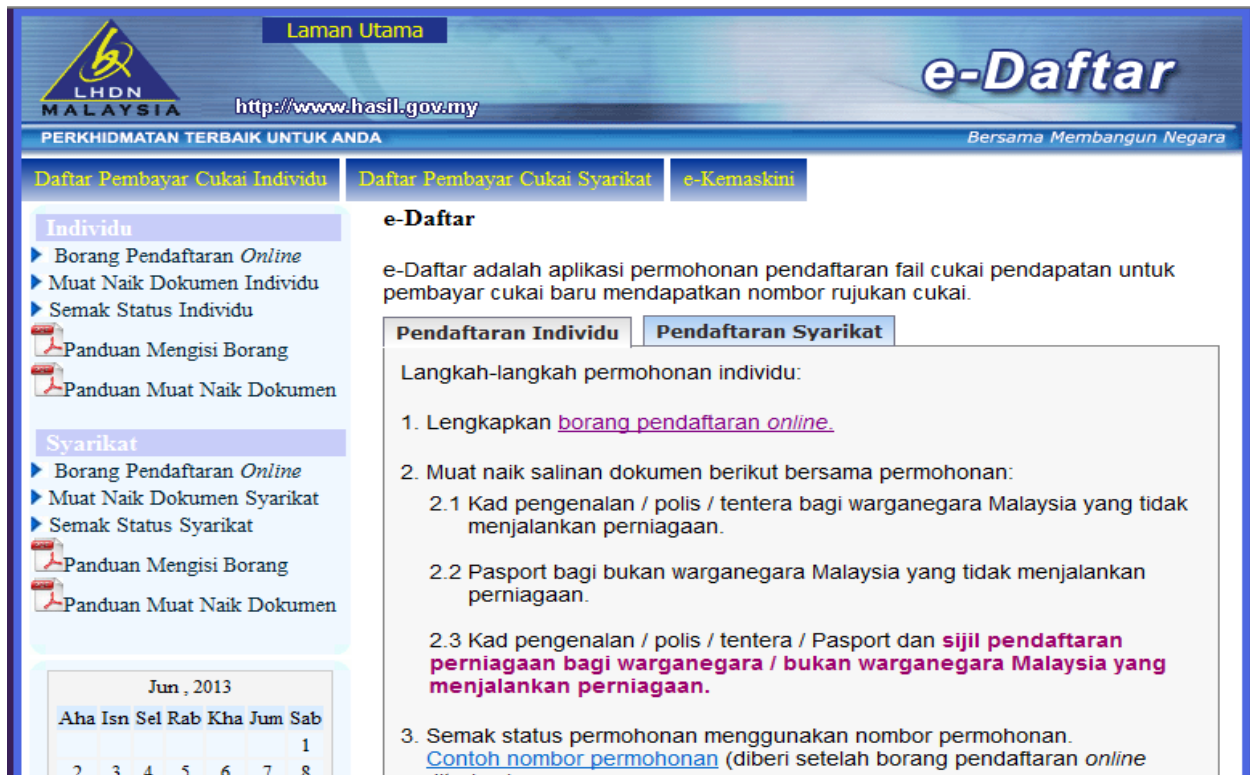 Laman Utama
LHDN
MALAYSIA
http://www.hasil.gov.my
e-Daftar
PERKHIDMATAN TERBAIK UNTUK ANDA
Bersama Membangun Negara
Daftar Pembayar Cukai Individu
Daftar Pembayar Cukai Syarikat
e-Kemaskini
Individu
Borang Pendaftaran Online
Muat Naik Dokumen Individu
Semak Status Individu
Panduan Mengisi Borang
Panduan Muat Naik Dokumen
Syarikat
Borang Pendaftaran Online
Muat Naik Dokumen Syarikat
Semak Status Syarikat
Panduan Mengisi Borang
Panduan Muat Naik Dokumen
Jun , 2013
Aha Isn Sel Rab Kha Jum Sab
1
2 3 4 5 6 7 8
e-Daftar
e-Daftar adalah aplikasi permohonan pendaftaran fail cukai pendapatan untuk
pembayar cukai baru mendapatkan nombor rujukan cukai.
Pendaftaran Individu
Pendaftaran Syarikat
Langkah-langkah permohonan individu:
1. Lengkapkan borang pendaftaran online.
2. Muat naik salinan dokumen berikut bersama permohonan:
2.1 Kad pengenalan / polis / tentera bagi warganegara Malaysia yang tidak
menjalankan perniagaan.
2.2 Pasport bagi bukan warganegara Malaysia yang tidak menjalankan
perniagaan.
2.3 Kad pengenalan / polis / tentera / Pasport dan sijil pendaftaran
perniagaan bagi warganegara / bukan warganegara Malaysia yang
menjalankan perniagaan.
3. Semak status permohonan menggunakan nombor permohonan.
Contoh nombor permohonan (diberi setelah borang pendaftaran online